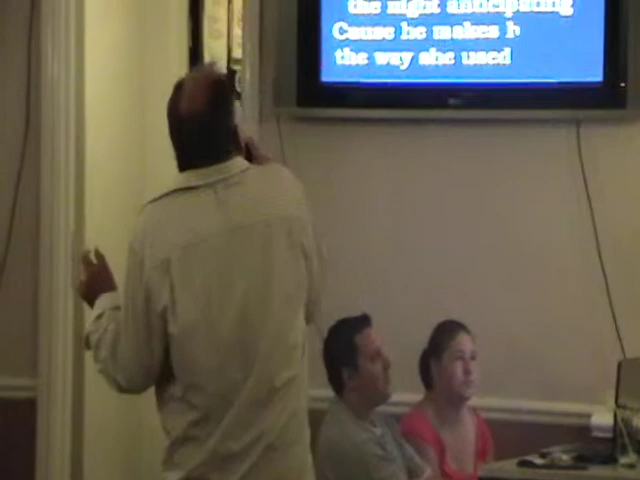 the night anticipating
Cause he makes h
the way she used